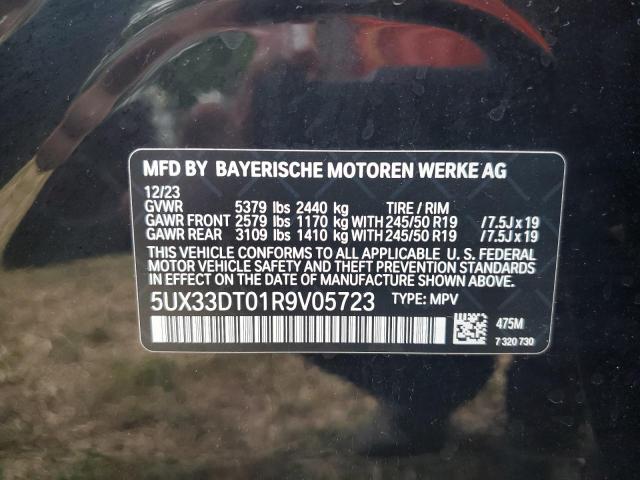 MFD BY BAYERISCHE MOTOREN WERKE AG
12/23
GVWR 5379 lbs 2440 kg TIRE / RIM
GAWR FRONT 2579 lbs 1170 kg WITH 245/50 R19 / 7.5J x 19
GAWR REAR 3109 lbs 1410 kg WITH 245/50 R19 / 7.5J x 19
THIS VEHICLE CONFORMS TO ALL APPLICABLE U. S. FEDERAL
MOTOR VEHICLE SAFETY AND THEFT PREVENTION STANDARDS
IN EFFECT ON THE DATE OF MANUFACTURE SHOWN ABOVE.
5UX33DT01R9V05723 TYPE: MPV
475M
7 320 730